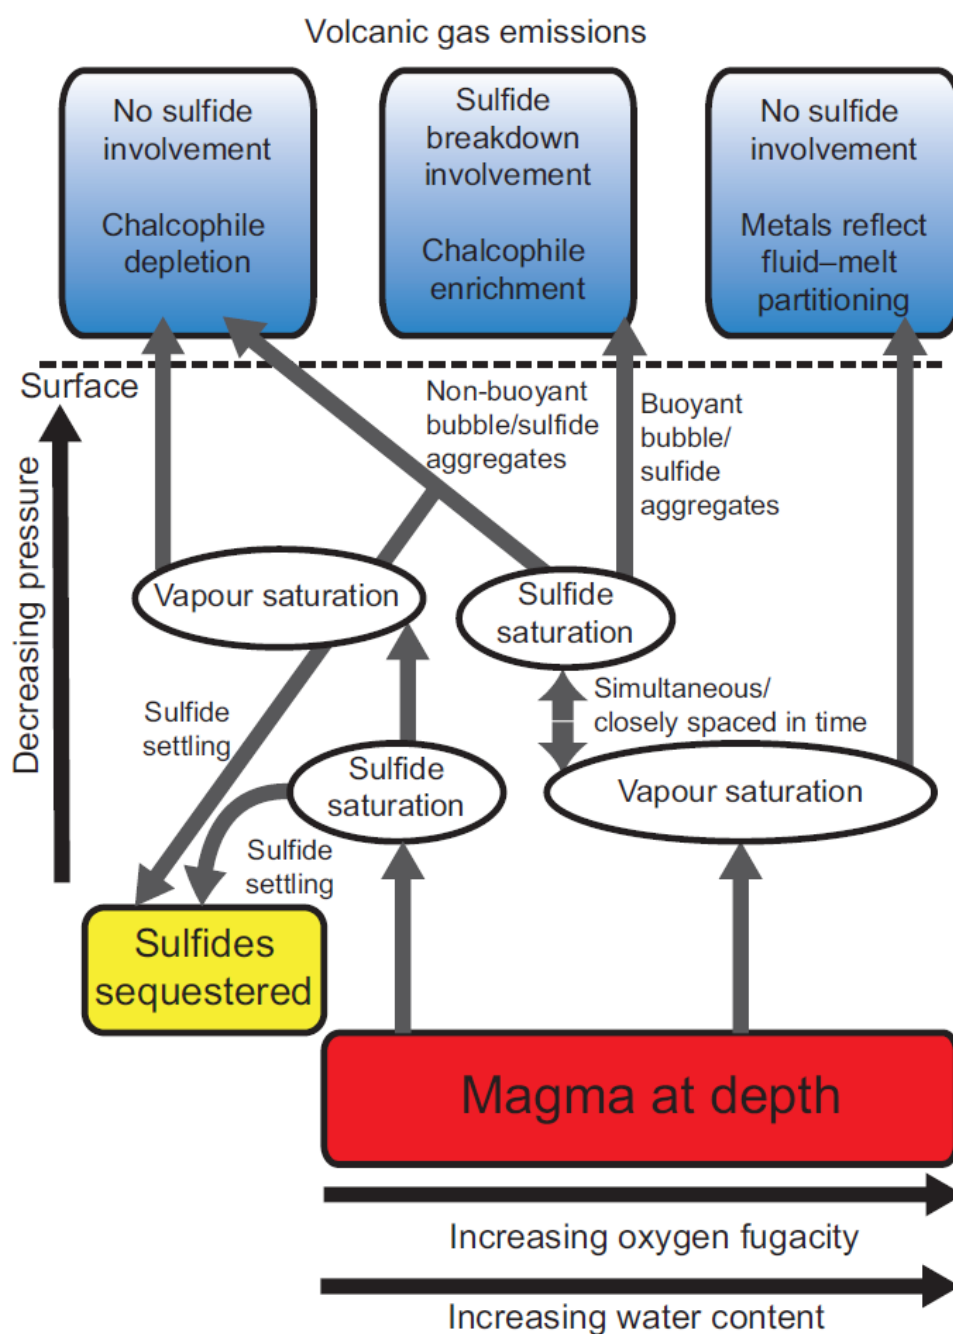 Volcanic gas emissions
No sulfide
involvement
Chalcophile
depletion
Sulfide
breakdown
involvement
Chalcophile
enrichment
No sulfide
involvement
Metals reflect
fluid–melt
partitioning
Surface
Decreasing pressure
Non-buoyant
bubble/sulfide
aggregates
Buoyant
bubble/
sulfide
aggregates
Vapour saturation
Sulfide
saturation
Simultaneous/
closely spaced in time
Sulfide
settling
Sulfide
saturation
Vapour saturation
Sulfide
settling
Sulfides
sequestered
Magma at depth
Increasing oxygen fugacity
Increasing water content